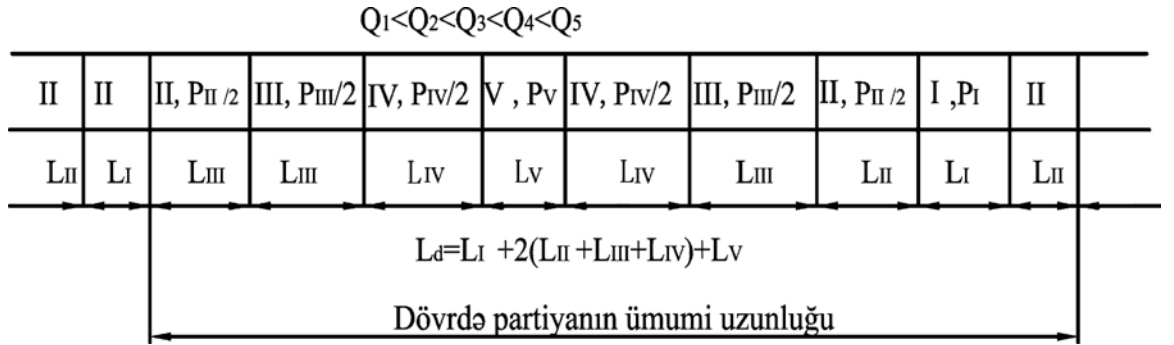 Q1<Q2<Q3<Q4<Q5
II II II, PII /2 III, PIII/2 IV, PIV/2 V , PV IV, PIV/2 III, PIII/2 II, PII /2 I ,PI II
LII LI LIII LIII LIV LV LIV LIII LII LI LII
Ld=LI +2(LII +LIII+LIV)+LV
Dövrdə partiyanın ümumi uzunluğu